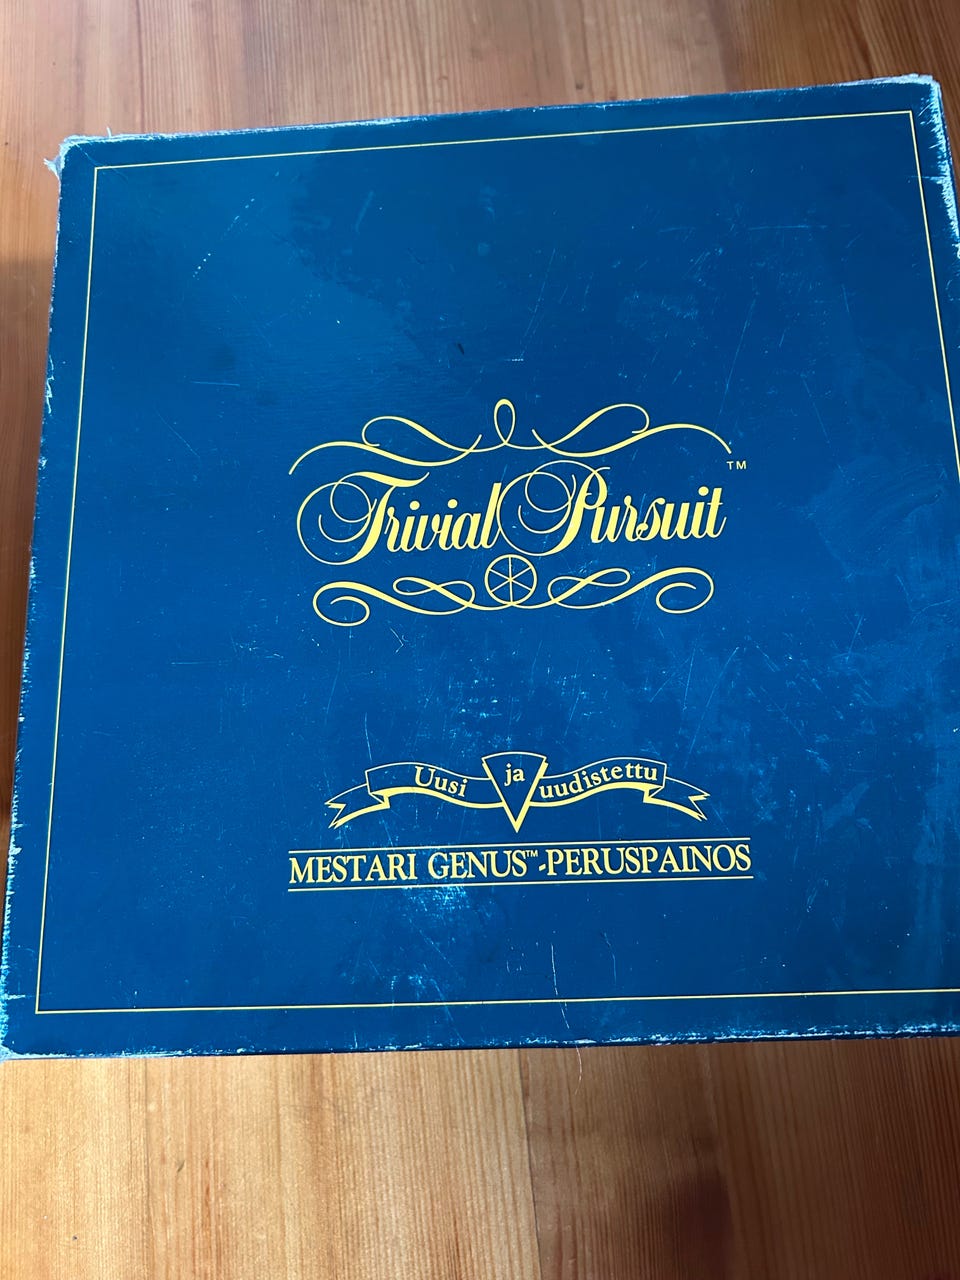 Trivial Pursuit™
Uusi ja uudistettu
MESTARI GENUS™-PERUSPAINOS